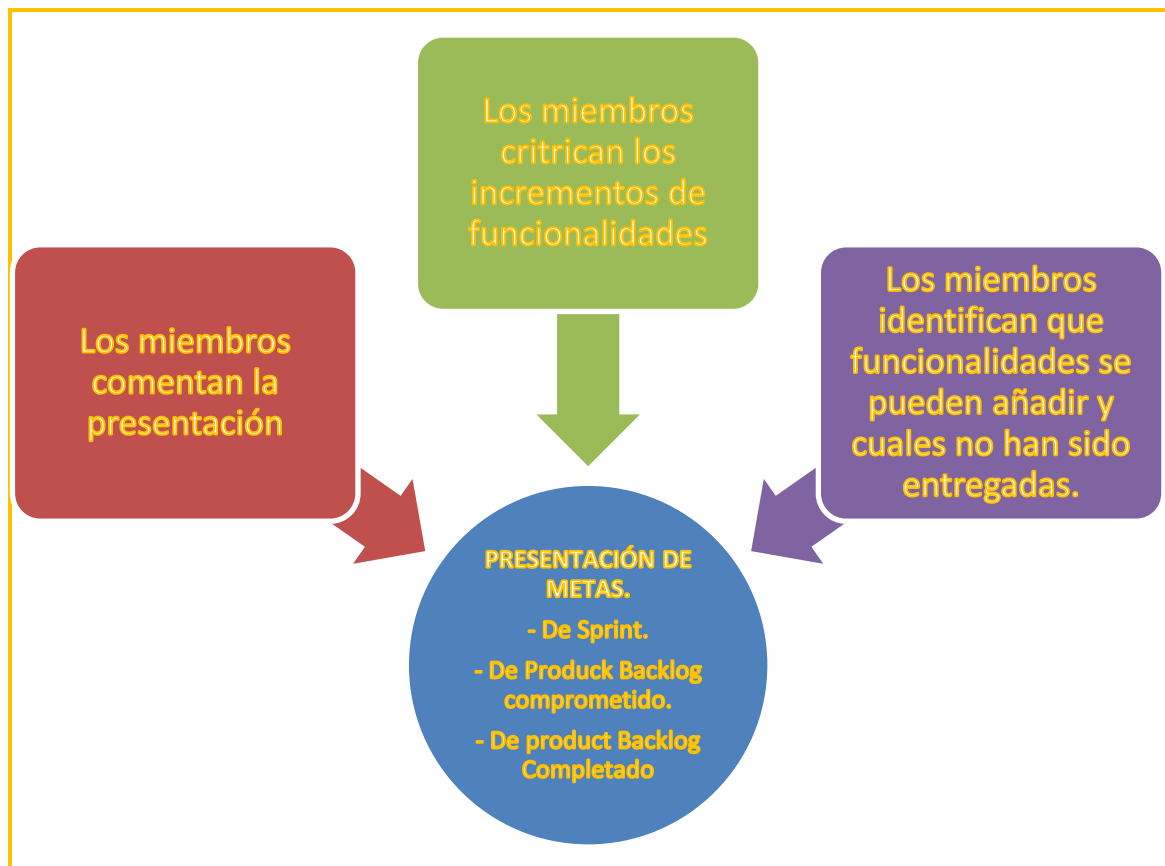 Los miembros
critrican los
incrementos de
funcionalidades
Los miembros
comentan la
presentación
Los miembros
identifican que
funcionalidades se
pueden añadir y
cuales no han sido
entregadas.
PRESENTACIÓN DE
METAS.
- De Sprint.
- De Produck Backlog
comprometido.
- De product Backlog
Completado